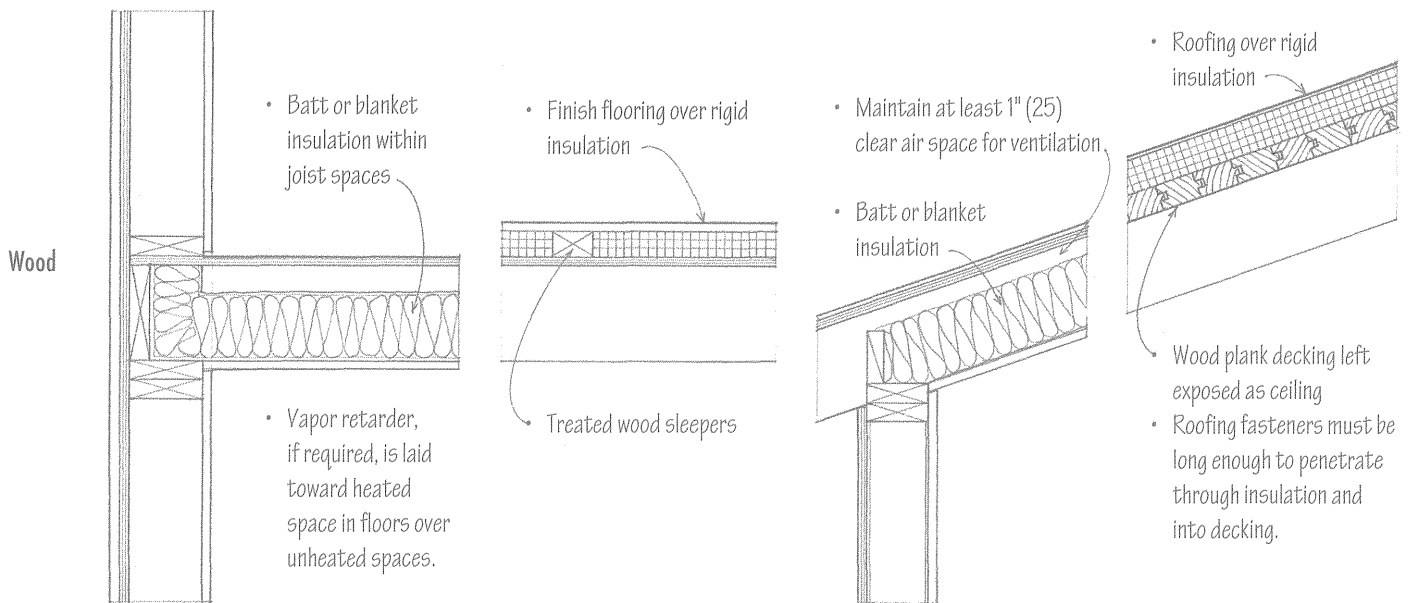 Wood
• Batt or blanket
insulation within
joist spaces
• Vapor retarder,
if required, is laid
toward heated
space in floors over
unheated spaces.
• Finish flooring over rigid
insulation
• Treated wood sleepers
• Maintain at least 1" (25)
clear air space for ventilation
• Batt or blanket
insulation
• Roofing over rigid
insulation
• Wood plank decking left
exposed as ceiling
• Roofing fasteners must be
long enough to penetrate
through insulation and
into decking.